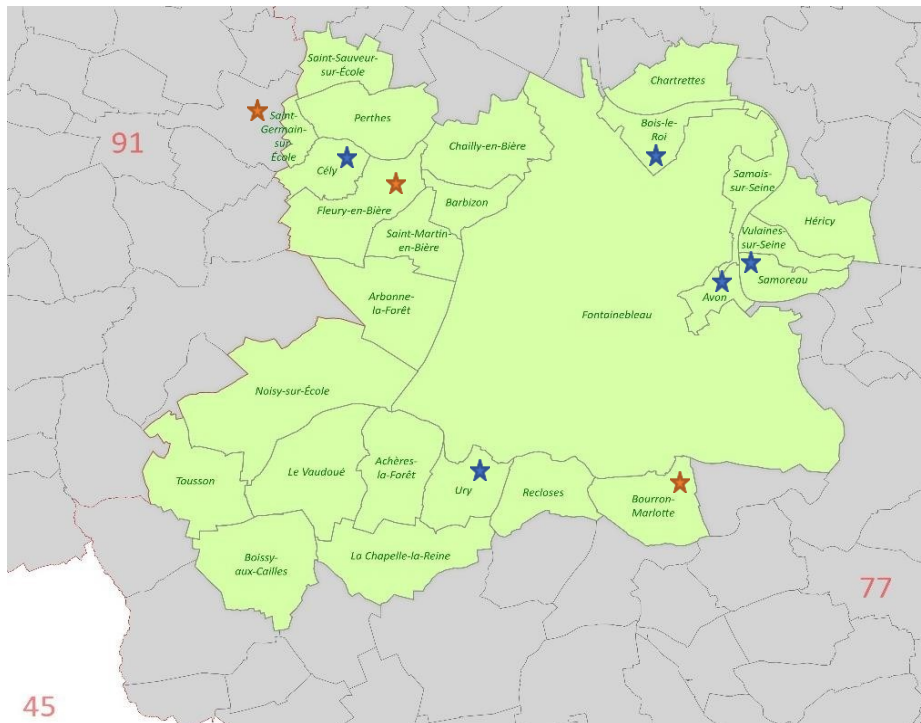 Saint-Sauveur-
sur-École
Chartrettes
Saint-
Germain-
sur-
École
Perthes
Bois-le-
Roi
91
Chailly-en-Bière
Cély
Samois-
sur-Seine
Barbizon
Fleury-en-Bière
Héricy
Saint-Martin-
en-Bière
Vulaines-
sur-Seine
Samoreau
Avon
Arbonne-
la-Forêt
Fontainebleau
Noisy-sur-École
Achères-
la-Forêt
Le Vaudoué
Tousson
Ury
Recloses
Bourron-
Marlotte
Boissy-
aux-Cailles
La Chapelle-la-Reine
77
45